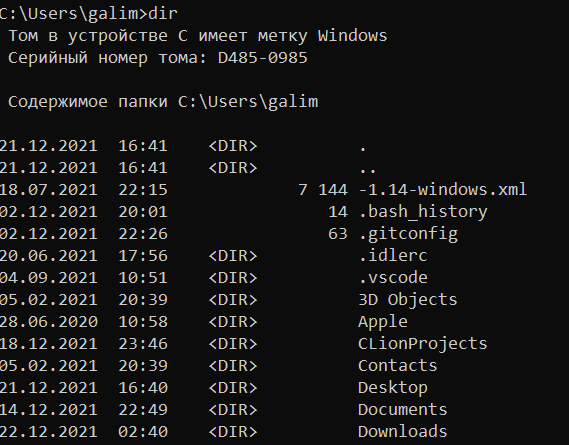 C:\Users\galim>dir
Том в устройстве C имеет метку Windows
Серийный номер тома: D485-0985
Содержимое папки C:\Users\galim
21.12.2021 16:41 <DIR> .
21.12.2021 16:41 <DIR> ..
18.07.2021 22:15 7 144 -1.14-windows.xml
02.12.2021 20:01 14 .bash_history
02.12.2021 22:26 63 .gitconfig
20.06.2021 17:56 <DIR> .idlerc
04.09.2021 10:51 <DIR> .vscode
05.02.2021 20:39 <DIR> 3D Objects
28.06.2020 10:58 <DIR> Apple
18.12.2021 23:46 <DIR> CLionProjects
05.02.2021 20:39 <DIR> Contacts
21.12.2021 16:40 <DIR> Desktop
14.12.2021 22:49 <DIR> Documents
22.12.2021 02:40 <DIR> Downloads